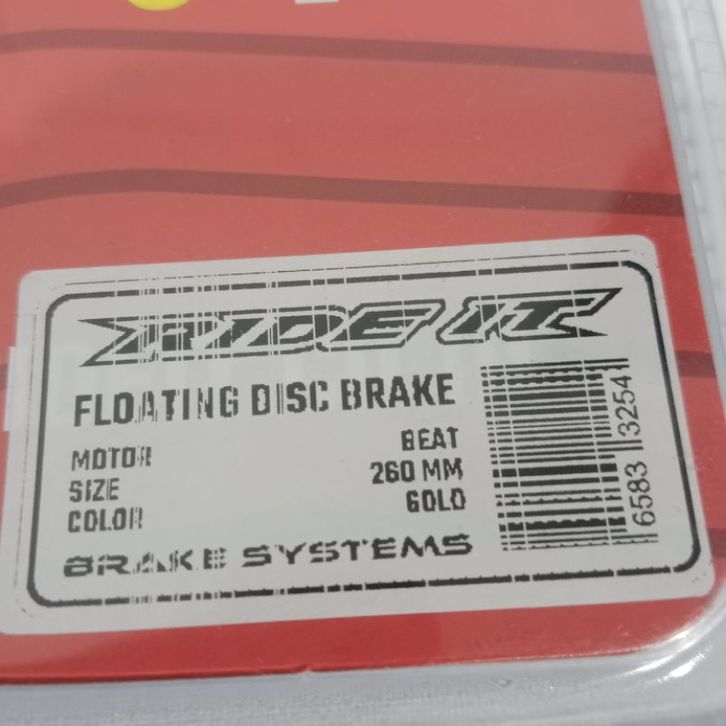 RIDE IT
FLOATING DISC BRAKE
MOTOR BEAT
SIZE 260 MM
COLOR GOLD
BRAKE SYSTEMS
6583 3254